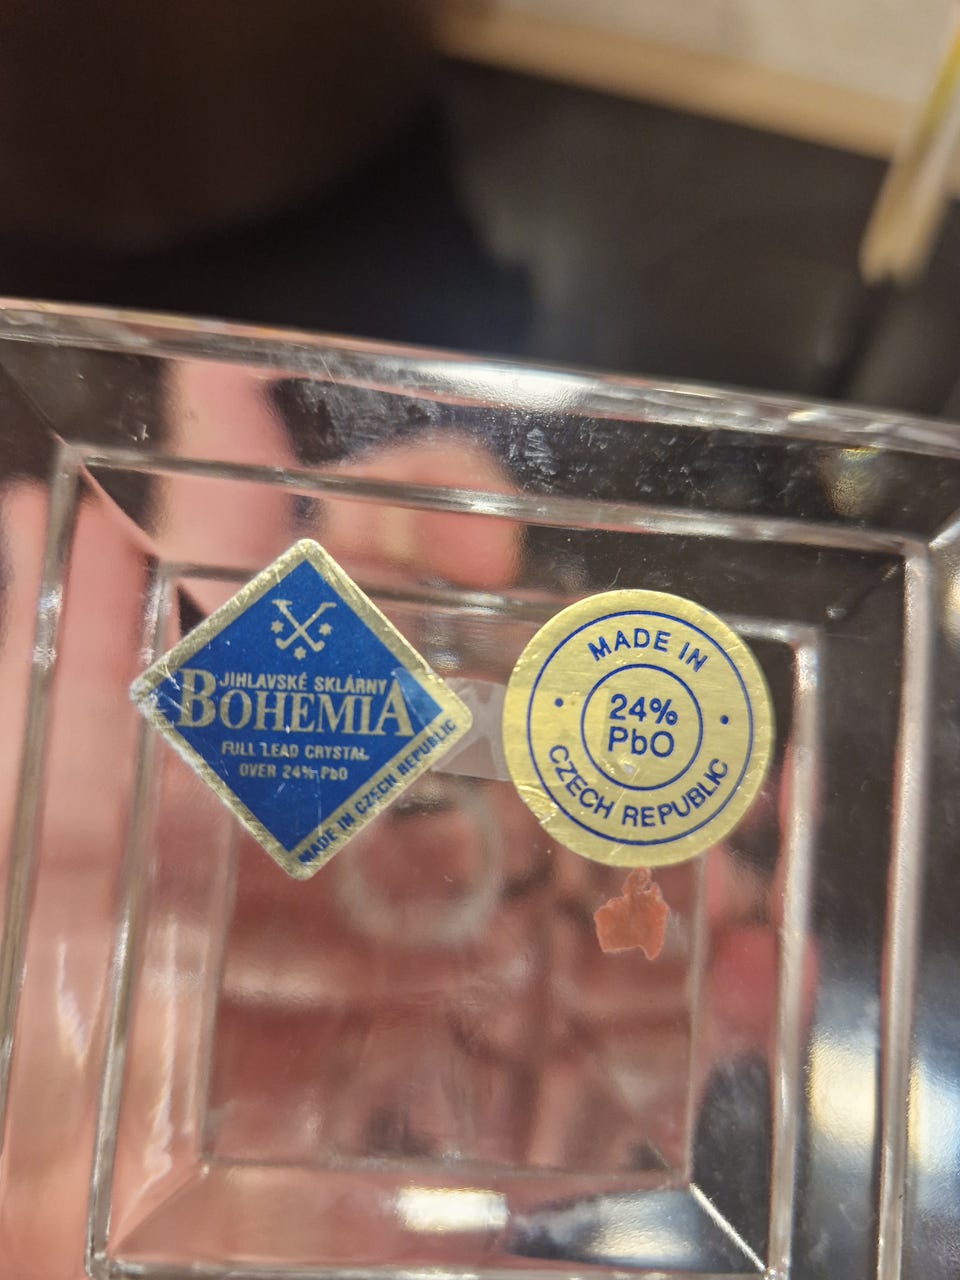 JIHLAVSKÉ SKLÁRNY
BOHEMIA
FULL LEAD CRYSTAL
OVER 24% PbO
MADE IN CZECH REPUBLIC
MADE IN
24%
PbO
CZECH REPUBLIC